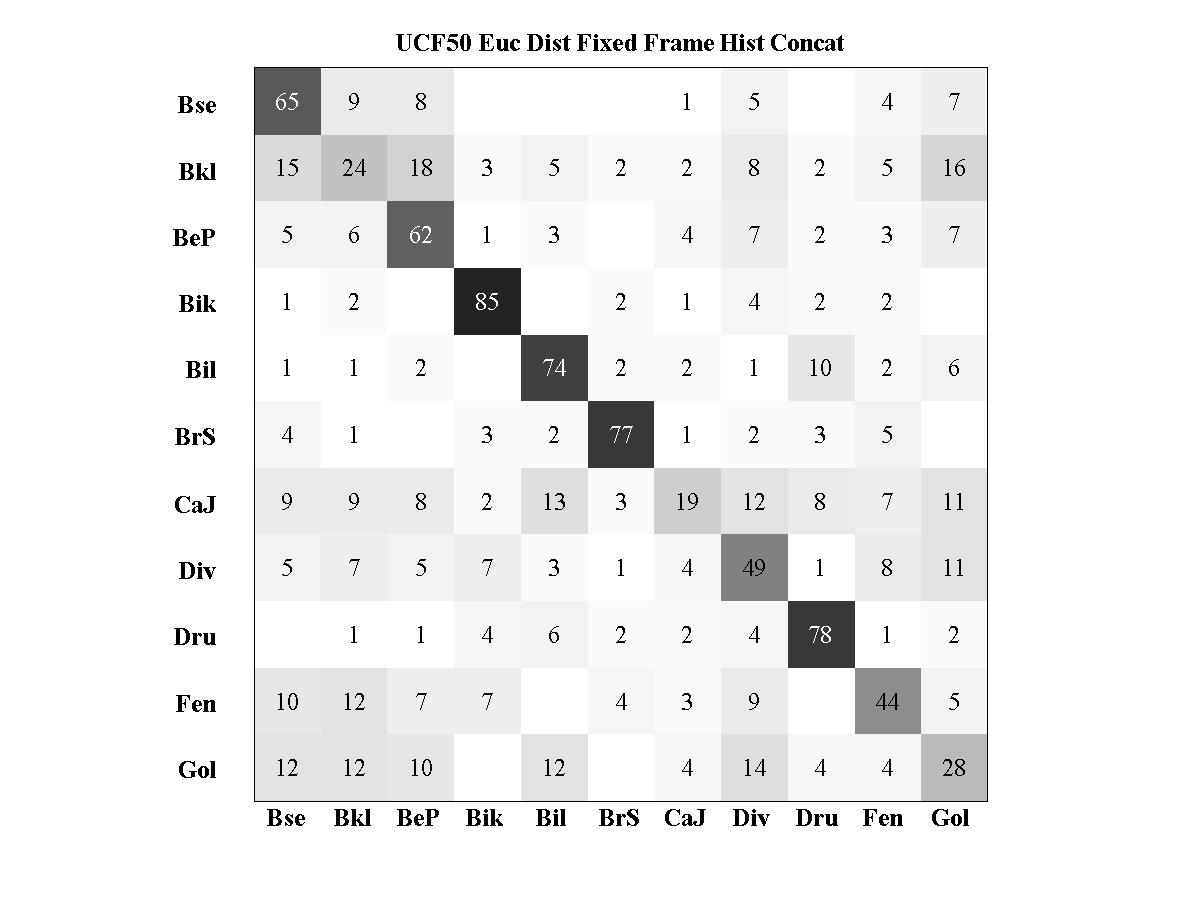 UCF50 Euc Dist Fixed Frame Hist Concat
Bse 65 9 8 1 5 4 7
Bkl 15 24 18 3 5 2 2 8 2 5 16
BeP 5 6 62 1 3 4 7 2 3 7
Bik 1 2 85 2 1 4 2 2
Bil 1 1 2 74 2 2 1 10 2 6
BrS 4 1 3 2 77 1 2 3 5
CaJ 9 9 8 2 13 3 19 12 8 7 11
Div 5 7 5 7 3 1 4 49 1 8 11
Dru 1 1 4 6 2 2 4 78 1 2
Fen 10 12 7 7 4 3 9 44 5
Gol 12 12 10 12 4 14 4 4 28
Bse Bkl BeP Bik Bil BrS CaJ Div Dru Fen Gol